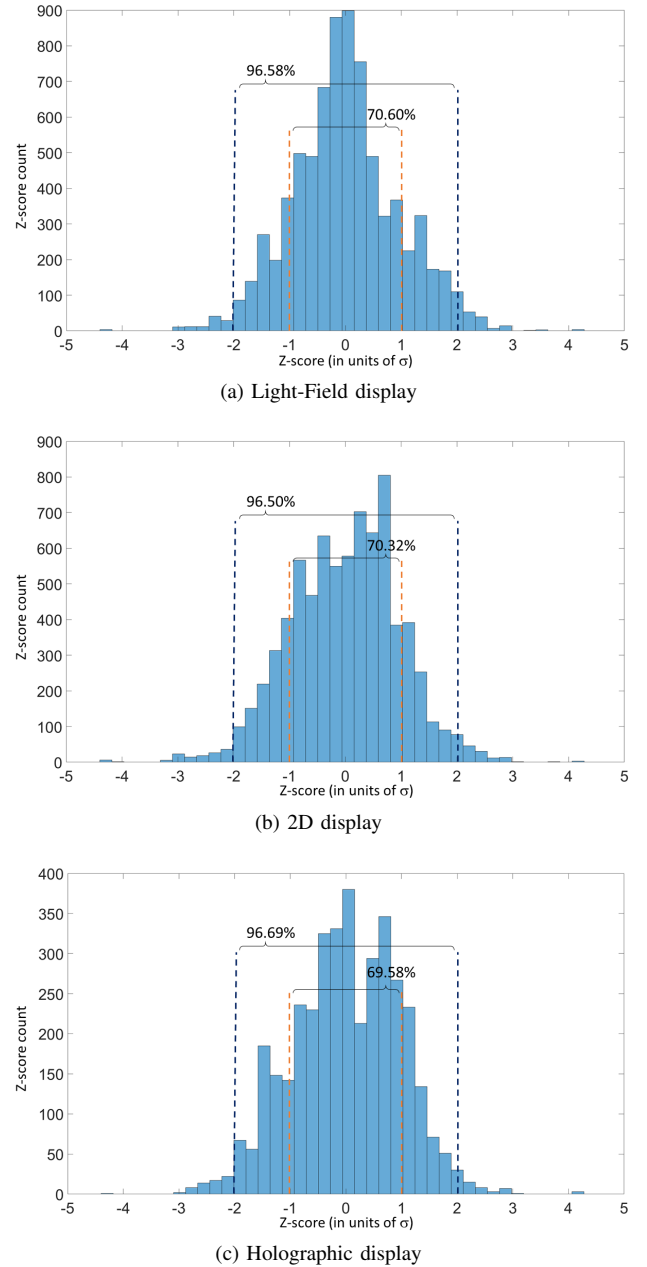 900
800
700
600
500
400
300
200
100
0
Z-score count
96.58%
70.60%
-5 -4 -3 -2 -1 0 1 2 3 4 5
Z-score (in units of σ)
(a) Light-Field display
900
800
700
600
500
400
300
200
100
0
Z-score count
96.50%
70.32%
-5 -4 -3 -2 -1 0 1 2 3 4 5
Z-score (in units of σ)
(b) 2D display
400
350
300
250
200
150
100
50
0
Z-score count
96.69%
69.58%
-5 -4 -3 -2 -1 0 1 2 3 4 5
Z-score (in units of σ)
(c) Holographic display